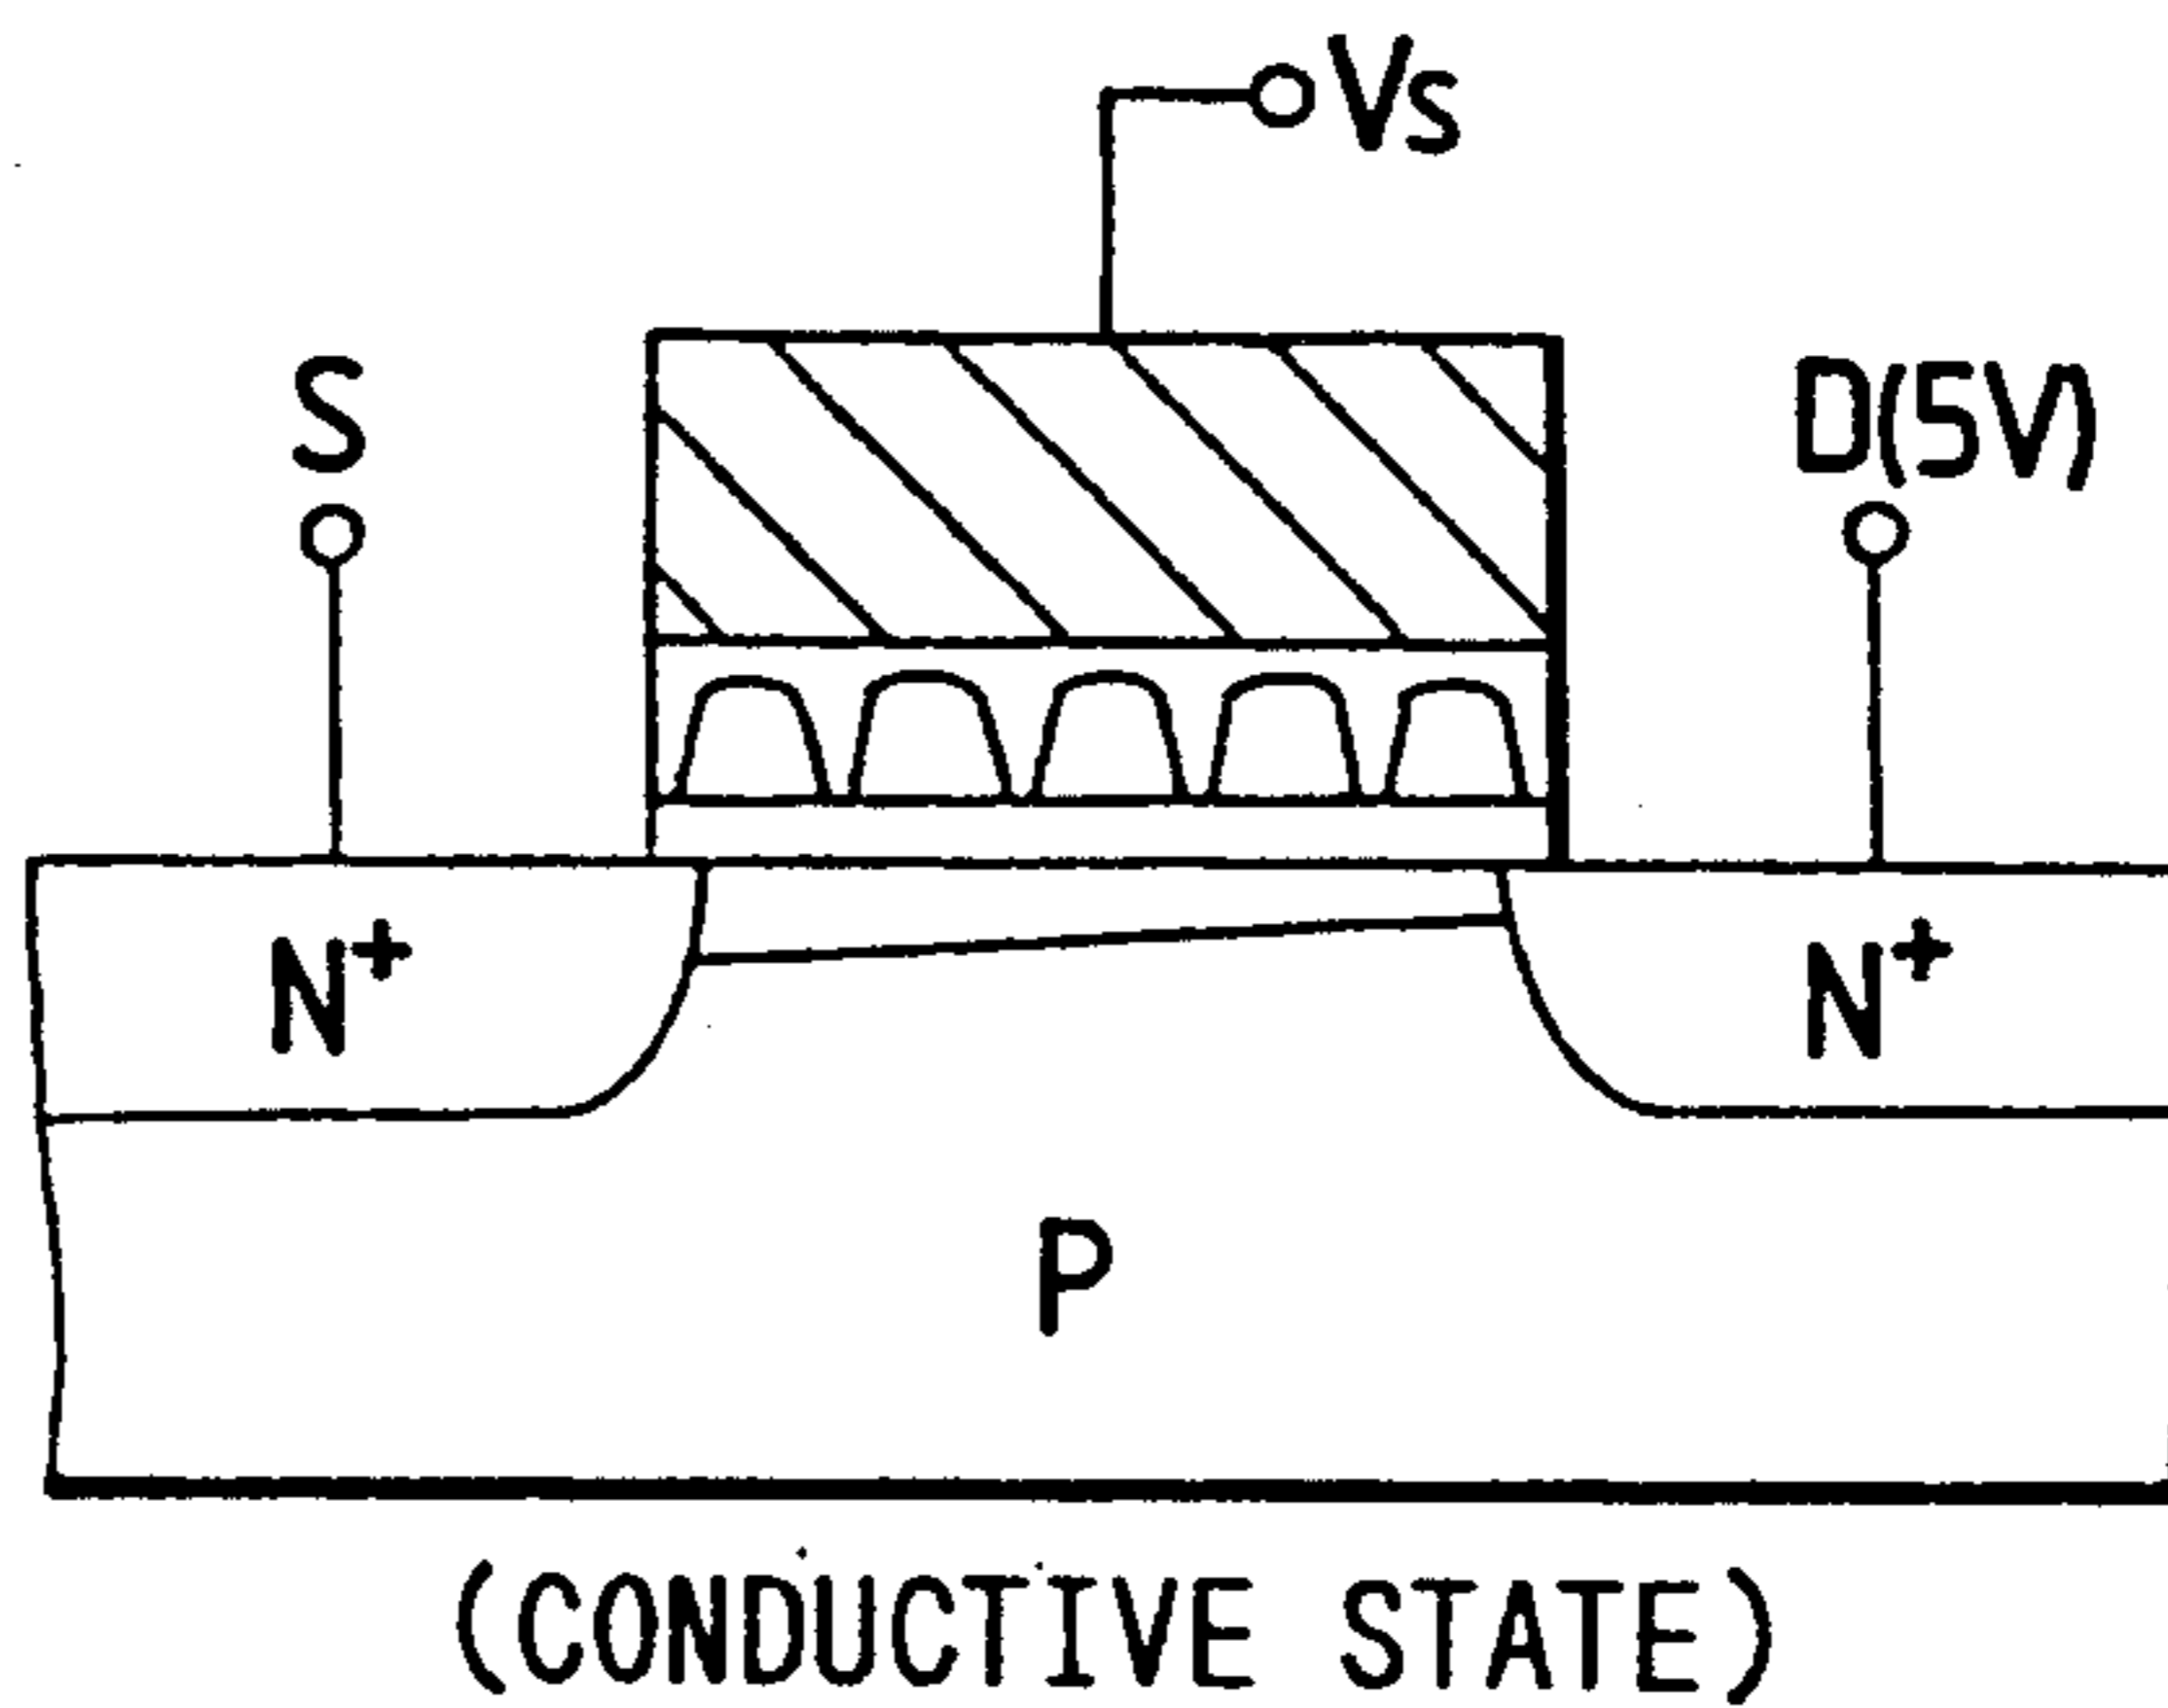 Vs
S
D(5V)
N+
N+
P
(CONDUCTIVE STATE)